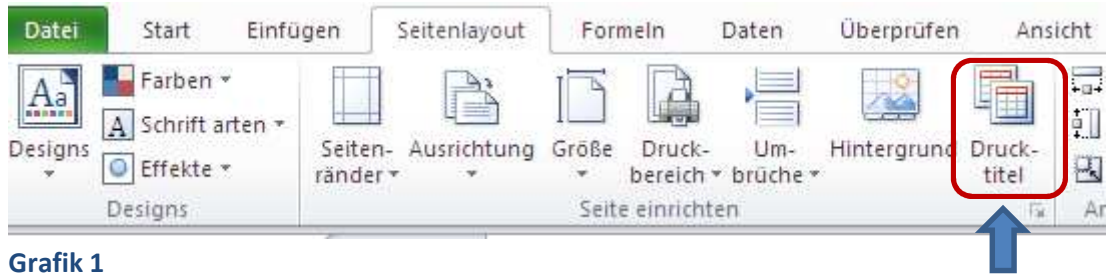 Datei Start Einfügen Seitenlayout Formeln Daten Überprüfen Ansicht
Aa Farben
A Schrift arten
Effekte
Designs
Seiten-
ränder
Ausrichtung
Größe
Druck-
bereich
Um-
brüche
Hintergrund
Druck-
titel
Designs Seite einrichten
Grafik 1